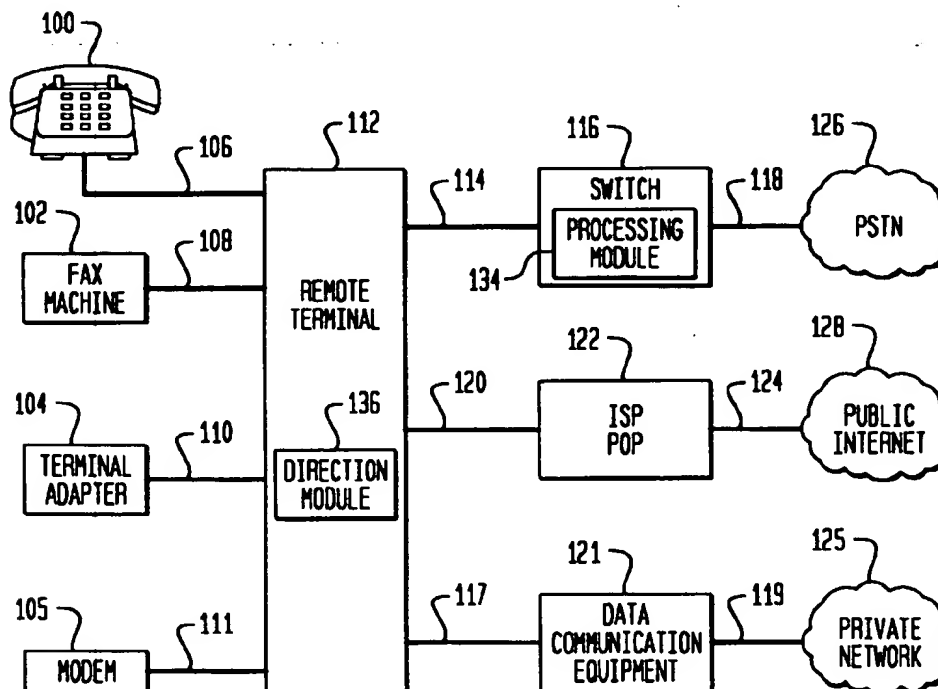 100
112
116
126
106
114
118
SWITCH
PROCESSING
MODULE
134
PSTN
102
108
FAX
MACHINE
REMOTE
TERMINAL
122
128
104
110
136
120
124
ISP
POP
PUBLIC
INTERNET
TERMINAL
ADAPTER
DIRECTION
MODULE
121
125
105
111
117
119
MODEM
DATA
COMMUNICATION
EQUIPMENT
PRIVATE
NETWORK